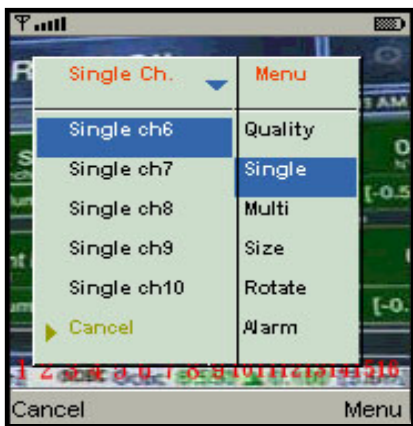 Single Ch.
Menu
Single ch6
Quality
Single ch7
Single
Single ch8
Multi
Single ch9
Size
Single ch10
Rotate
Cancel
Alarm
1 2 3 4 5 6 7 8 9 10 11 12 13 14 15 16
Cancel
Menu